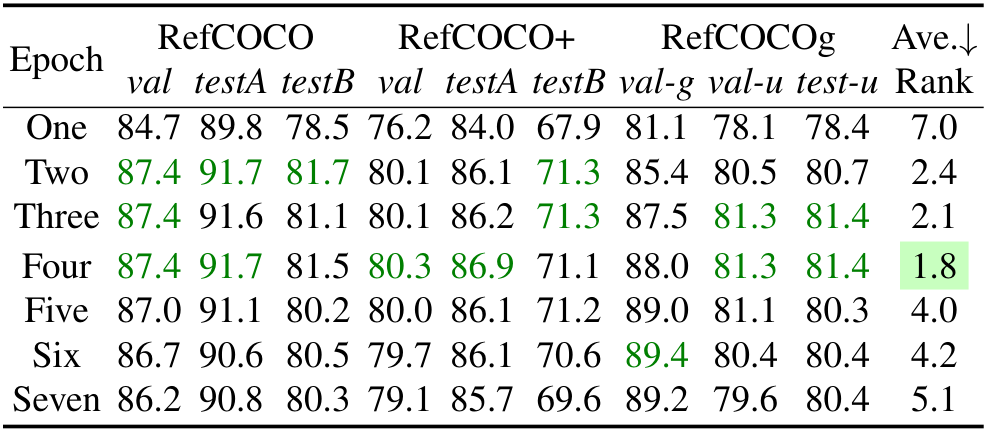 Epoch RefCOCO RefCOCO+ RefCOCOg Ave.↓
val testA testB val testA testB val-g val-u test-u Rank
One 84.7 89.8 78.5 76.2 84.0 67.9 81.1 78.1 78.4 7.0
Two 87.4 91.7 81.7 80.1 86.1 71.3 85.4 80.5 80.7 2.4
Three 87.4 91.6 81.1 80.1 86.2 71.3 87.5 81.3 81.4 2.1
Four 87.4 91.7 81.5 80.3 86.9 71.1 88.0 81.3 81.4 1.8
Five 87.0 91.1 80.2 80.0 86.1 71.2 89.0 81.1 80.3 4.0
Six 86.7 90.6 80.5 79.7 86.1 70.6 89.4 80.4 80.4 4.2
Seven 86.2 90.8 80.3 79.1 85.7 69.6 89.2 79.6 80.4 5.1